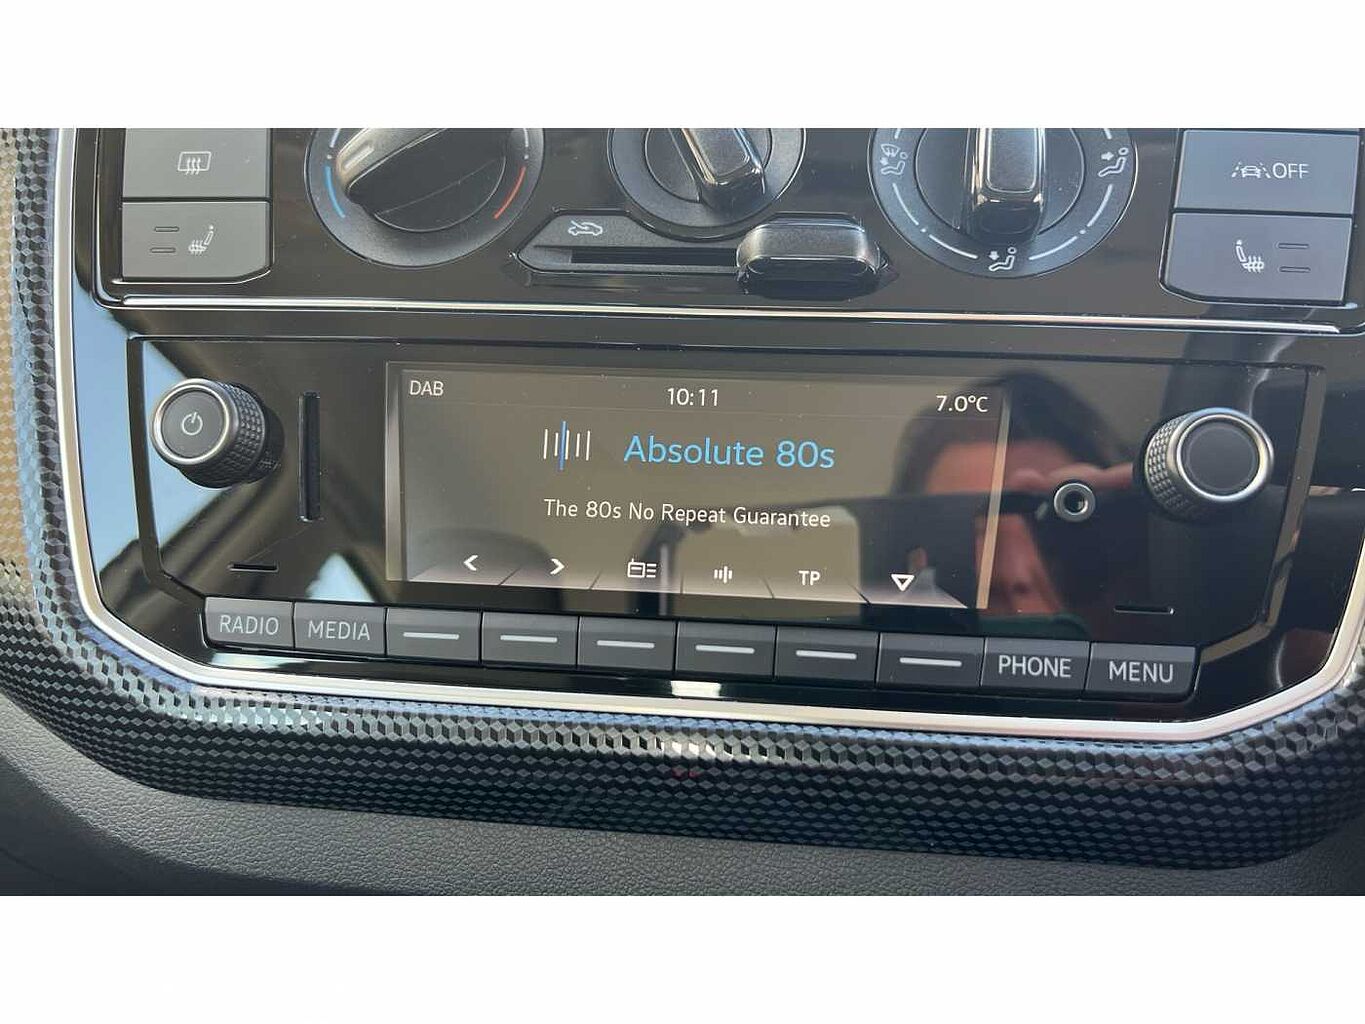 OFF
DAB
10:11
7.0°C
Absolute 80s
The 80s No Repeat Guarantee
< > TP
RADIO MEDIA PHONE MENU